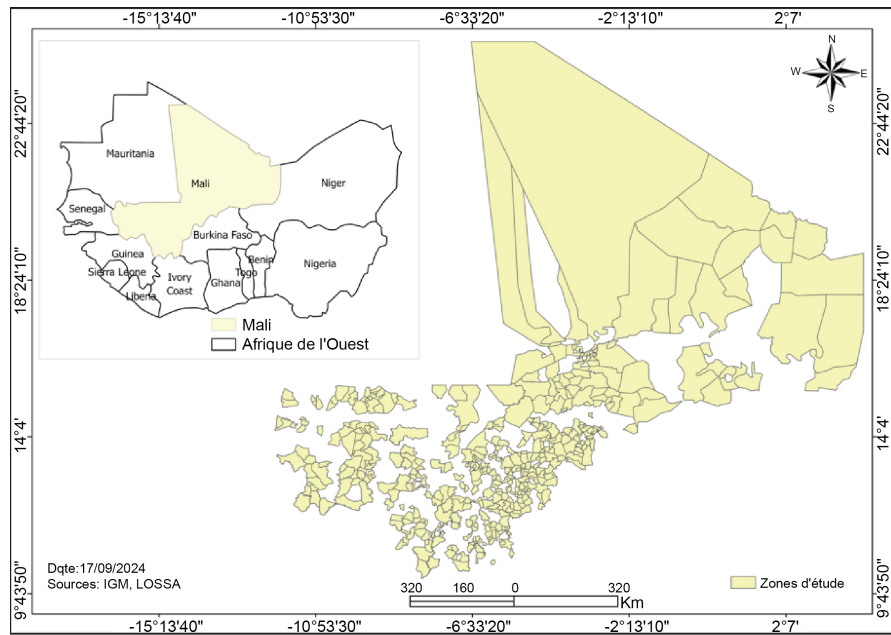 -15°13'40" -10°53'30" -6°33'20" -2°13'10" 2°7'
N
W E
S
22°44'20" 22°44'20"
Mauritania
Mali
Niger
Senegal
Burkina Faso
Guinea
Benin
Nigeria
Sierra Leone
Togo
Ivory
Coast
Ghana
Liberia
18°24'10" 18°24'10"
Mali
Afrique de l'Ouest
14°4' 14°4'
Dqte:17/09/2024
Sources: IGM, LOSSA
320 160 0 320
Km
Zones d'étude
9°43'50" 9°43'50"
-15°13'40" -10°53'30" -6°33'20" -2°13'10" 2°7'